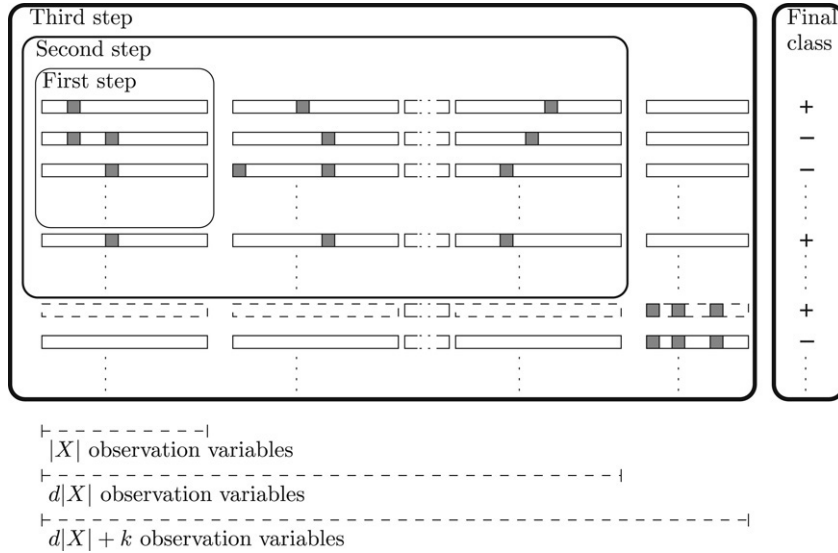 Third step
Second step
First step
Final
class
+
−
−
+
+
−
|X| observation variables
d|X| observation variables
d|X| + k observation variables